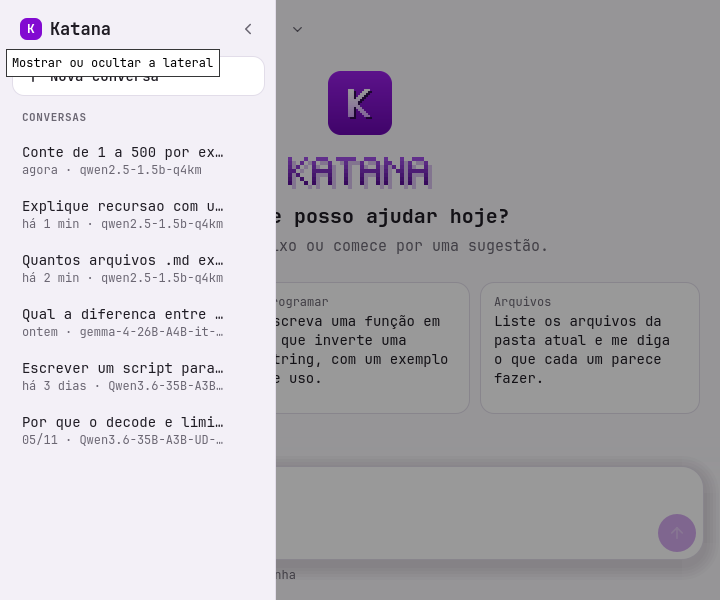 K Katana
Mostrar ou ocultar a lateral
Nova conversa
CONVERSAS
Conte de 1 a 500 por ex…
agora · qwen2.5-1.5b-q4km
Explique recursao com u…
há 1 min · qwen2.5-1.5b-q4km
Quantos arquivos .md ex…
há 2 min · qwen2.5-1.5b-q4km
Qual a diferenca entre …
ontem · gemma-4-26B-A4B-it-…
Escrever um script para…
há 3 dias · Qwen3.6-35B-A3B…
Por que o decode e limi…
05/11 · Qwen3.6-35B-A3B-UD-…
K
KATANA
posso ajudar hoje?
ou comece por uma sugestão.
rogramar
screva uma função em
que inverte uma
tring, com um exemplo
uso.
Arquivos
Liste os arquivos da
pasta atual e me diga
o que cada um parece
fazer.
nha